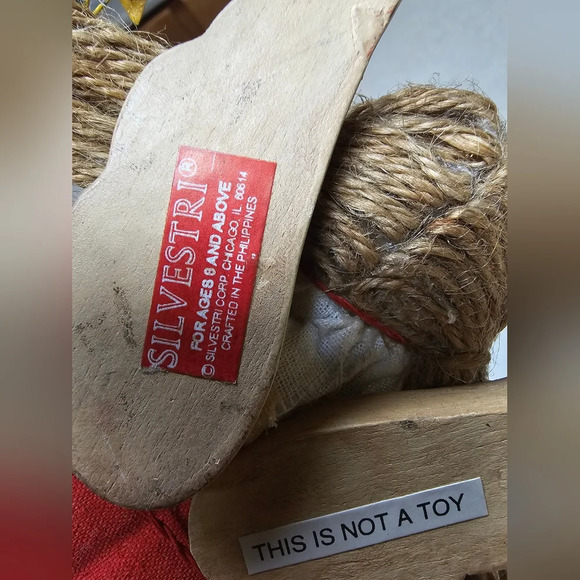 SILVESTRI®
FOR AGES 8 AND ABOVE
© SILVESTRI CORP. CHICAGO, IL 60614
CRAFTED IN THE PHILIPPINES
THIS IS NOT A TOY